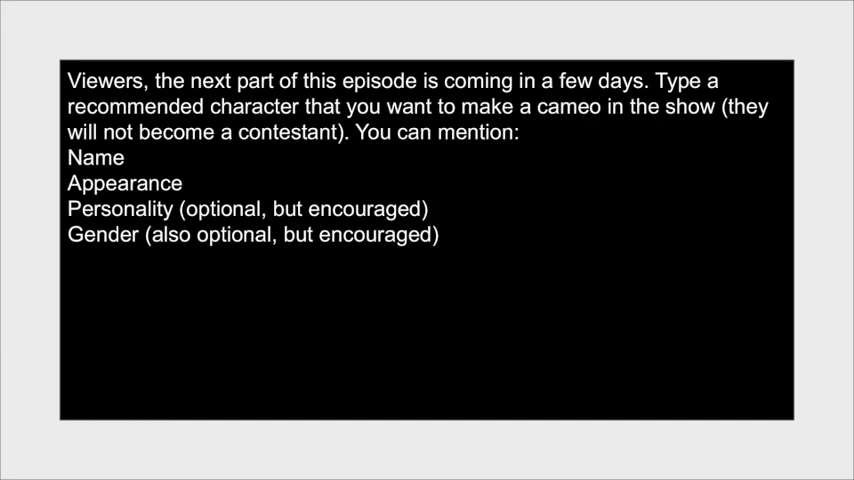 Viewers, the next part of this episode is coming in a few days. Type a
recommended character that you want to make a cameo in the show (they
will not become a contestant). You can mention:
Name
Appearance
Personality (optional, but encouraged)
Gender (also optional, but encouraged)